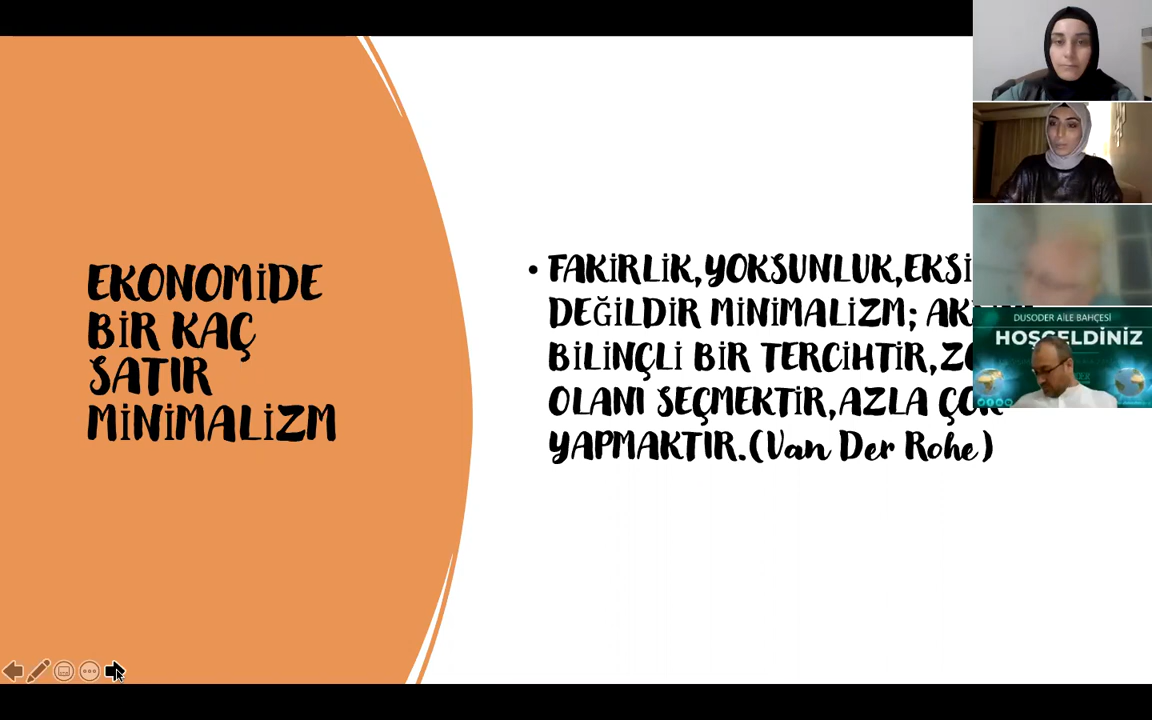 EKONOMİDE
BİR KAÇ
SATIR
MİNİMALİZM
• FAKİRLİK,YOKSUNLUK,
DEĞİLDİR MİNİMALİZM;
BİLİNÇLİ BİR TERCİHTİR,
OLANI SEÇMEKTİR,AZLA ÇOK
YAPMAKTIR.(Van Der Rohe)
DUSODER AİLE BAHÇESİ
HOŞGELDİNİZ